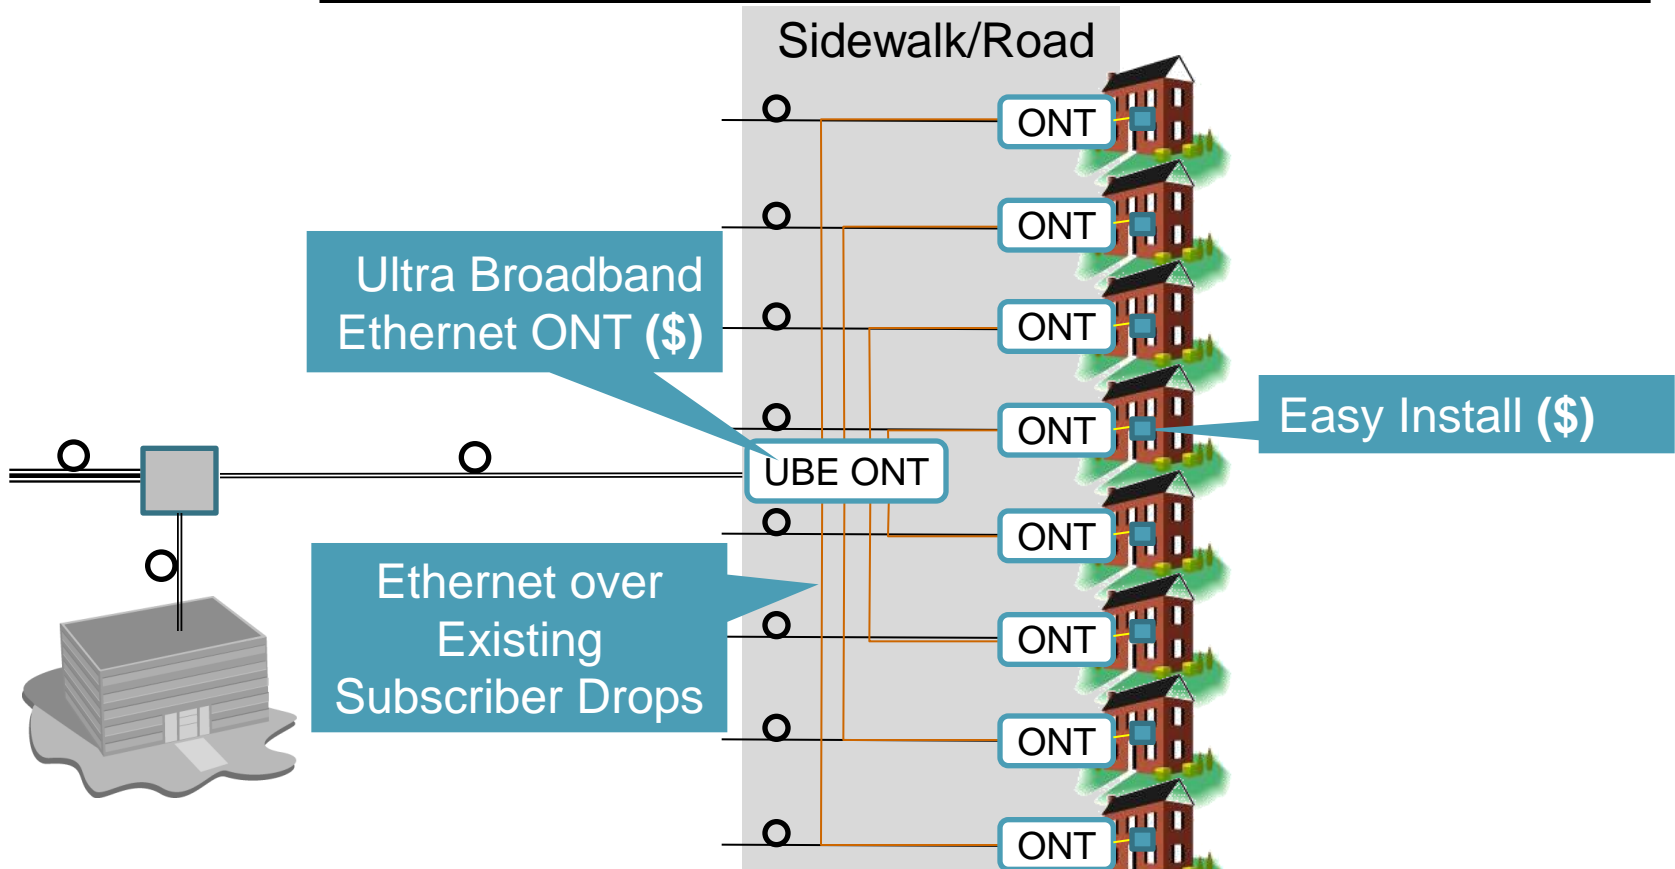 Sidewalk/Road
ONT
ONT
Ultra Broadband
Ethernet ONT ($)
ONT
ONT
Easy Install ($)
UBE ONT
ONT
Ethernet over
Existing
Subscriber Drops
ONT
ONT
ONT